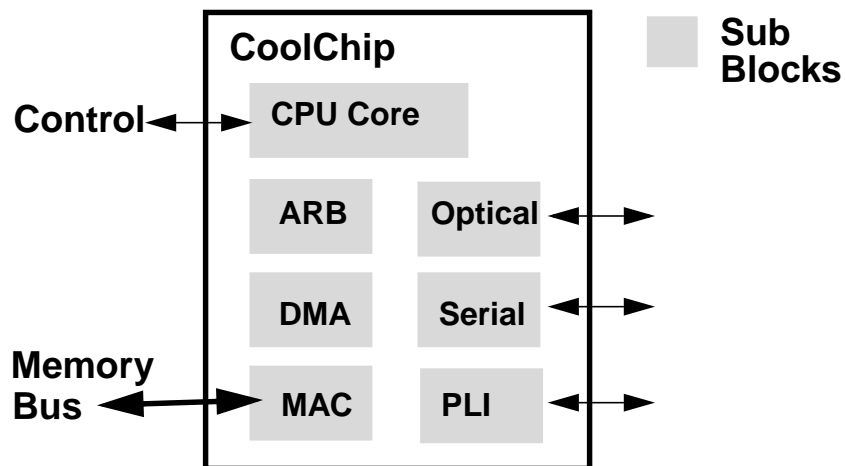 CoolChip
Sub
Blocks
Control
CPU Core
ARB
Optical
DMA
Serial
Memory
Bus
MAC
PLI